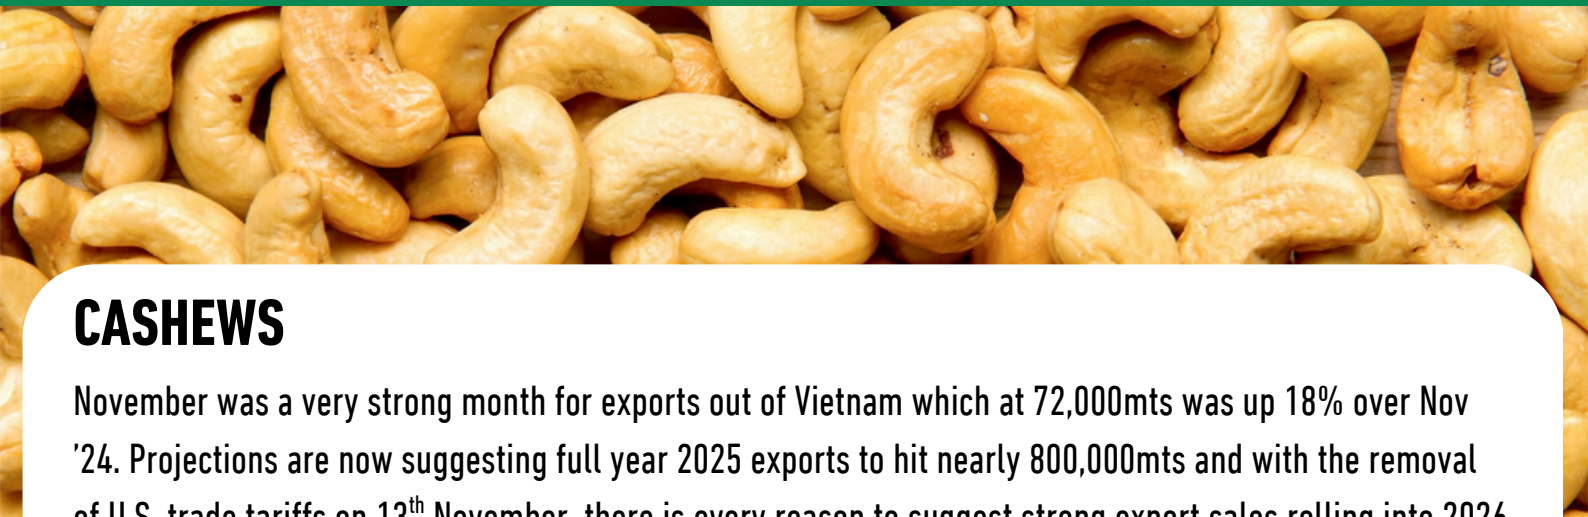 CASHEWS
November was a very strong month for exports out of Vietnam which at 72,000mts was up 18% over Nov
’24. Projections are now suggesting full year 2025 exports to hit nearly 800,000mts and with the removal
of U.S. trade tariffs on 13th November, there is every reason to suggest strong export sales rolling into 2026